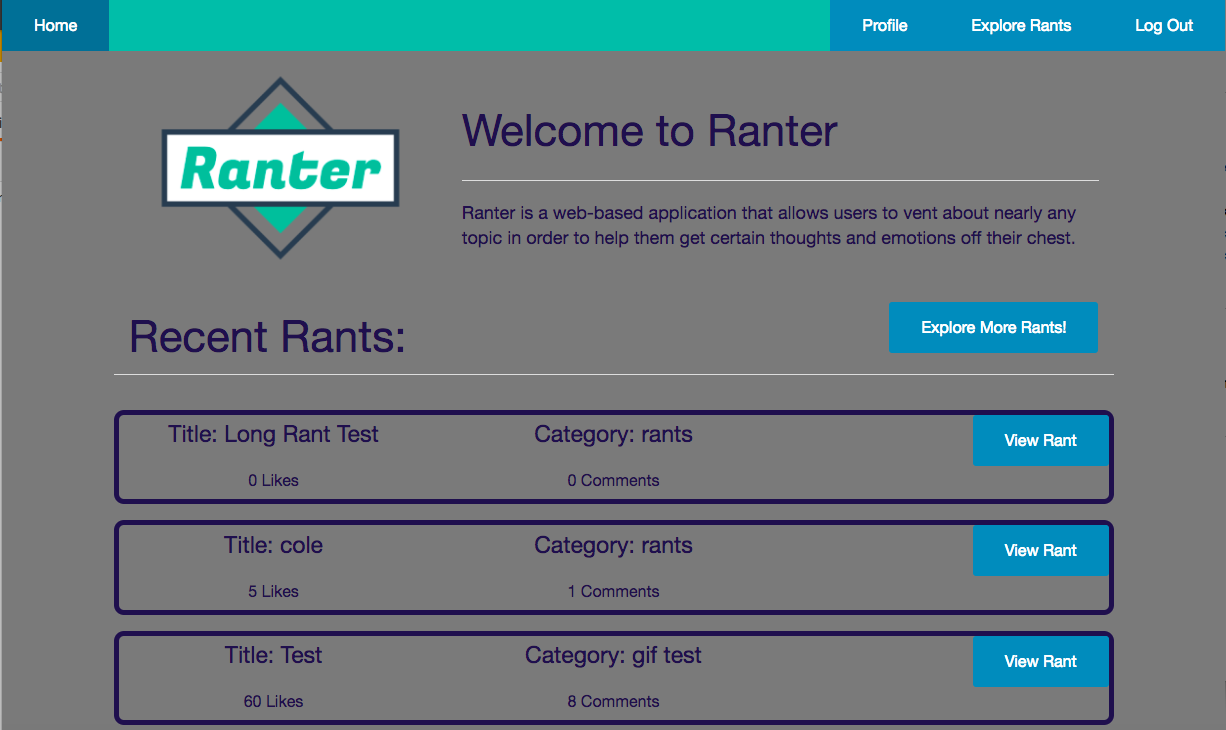 Home Profile Explore Rants Log Out
Ranter
Welcome to Ranter
Ranter is a web-based application that allows users to vent about nearly any
topic in order to help them get certain thoughts and emotions off their chest.
Recent Rants:
Explore More Rants!
Title: Long Rant Test Category: rants View Rant
0 Likes 0 Comments
Title: cole Category: rants View Rant
5 Likes 1 Comments
Title: Test Category: gif test View Rant
60 Likes 8 Comments